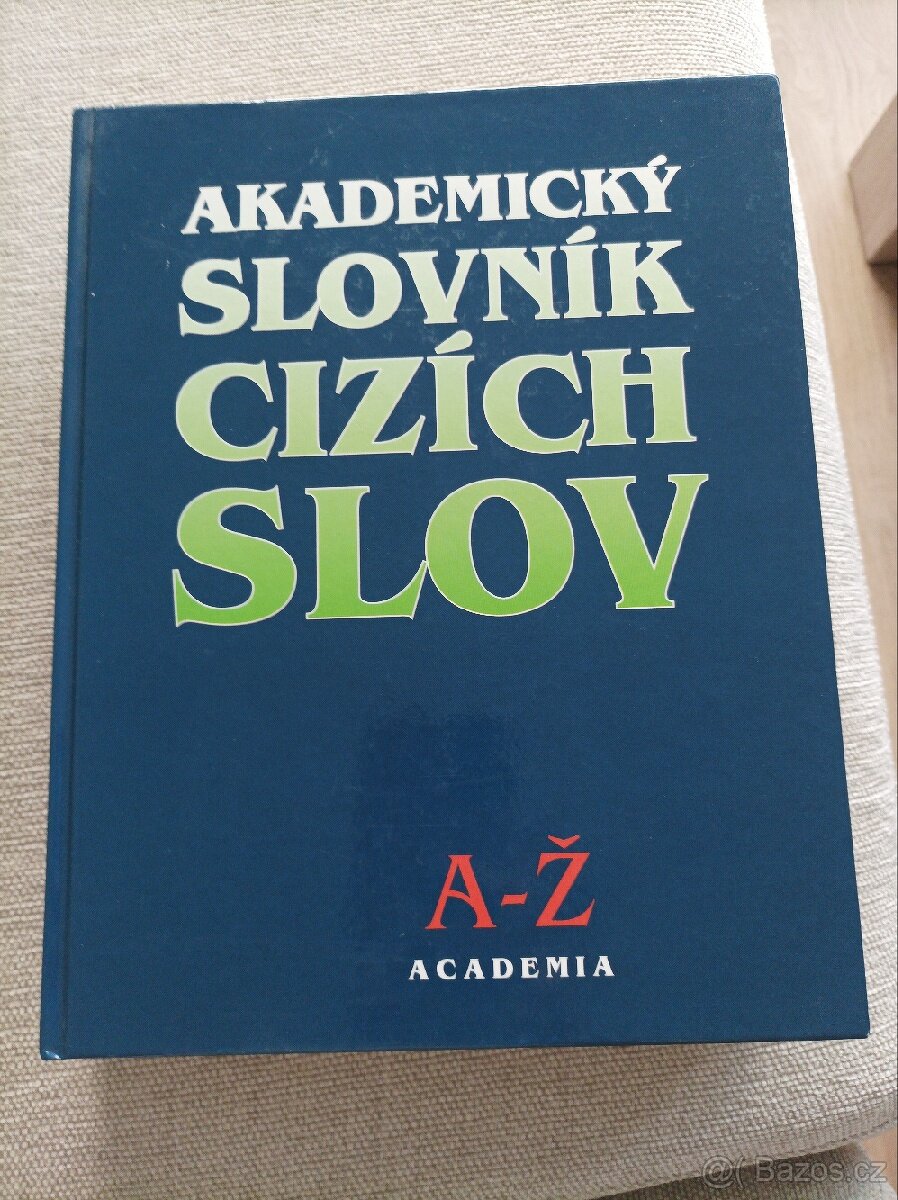 AKADEMICKÝ
SLOVNÍK
CIZÍCH
SLOV
A-Ž
ACADEMIA
@( Bazos.cz